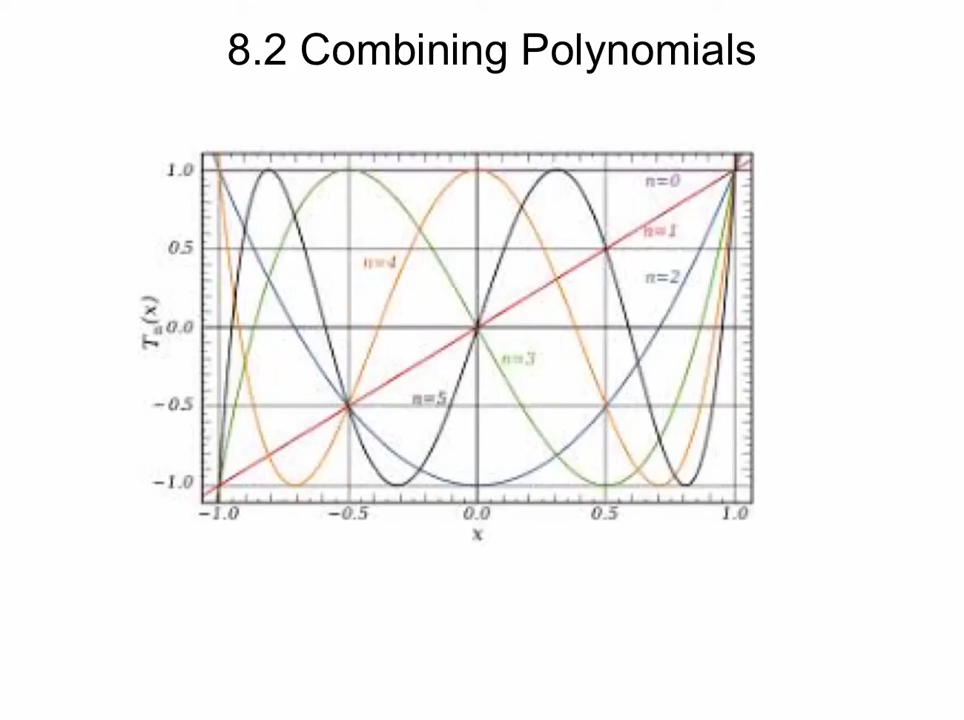 8.2 Combining Polynomials
1.0
n=0
n=1
0.5
n=4
n=2
Tn(x)
0.0
n=3
n=5
−0.5
−1.0
−1.0 −0.5 0.0 0.5 1.0
x